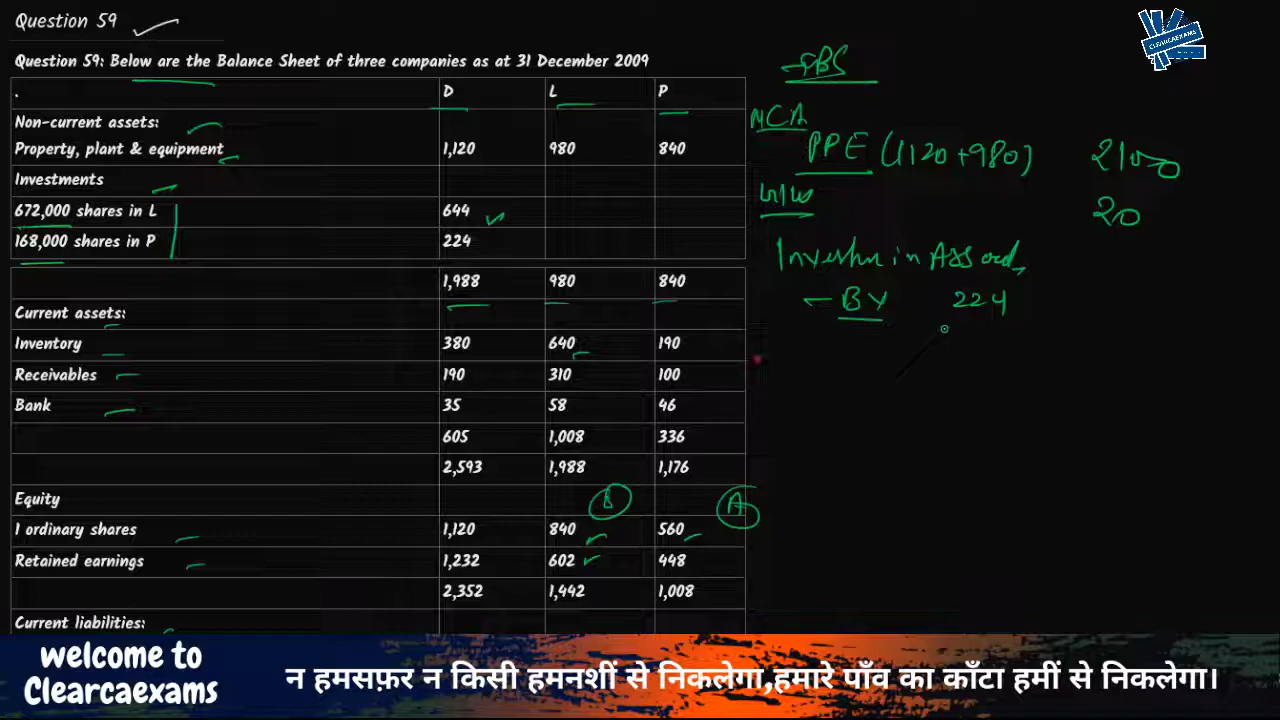 Question 59
CLEARCAEXAMS
Question 59: Below are the Balance Sheet of three companies as at 31 December 2009
. D L P
Non-current assets:
Property, plant & equipment 1,120 980 840
Investments
672,000 shares in L 644
168,000 shares in P 224
1,988 980 840
Current assets:
Inventory 380 640 190
Receivables 190 310 100
Bank 35 58 46
605 1,008 336
2,593 1,988 1,176
Equity
1 ordinary shares 1,120 840 560
Retained earnings 1,232 602 448
2,352 1,442 1,008
Current liabilities:
NCA
PPE (1120+980) 2100
G/W 20
224
A
welcome to
Clearcaexams
न हमसफ़र न किसी हमनशीं से निकलेगा,हमारे पाँव का काँटा हमीं से निकलेगा।